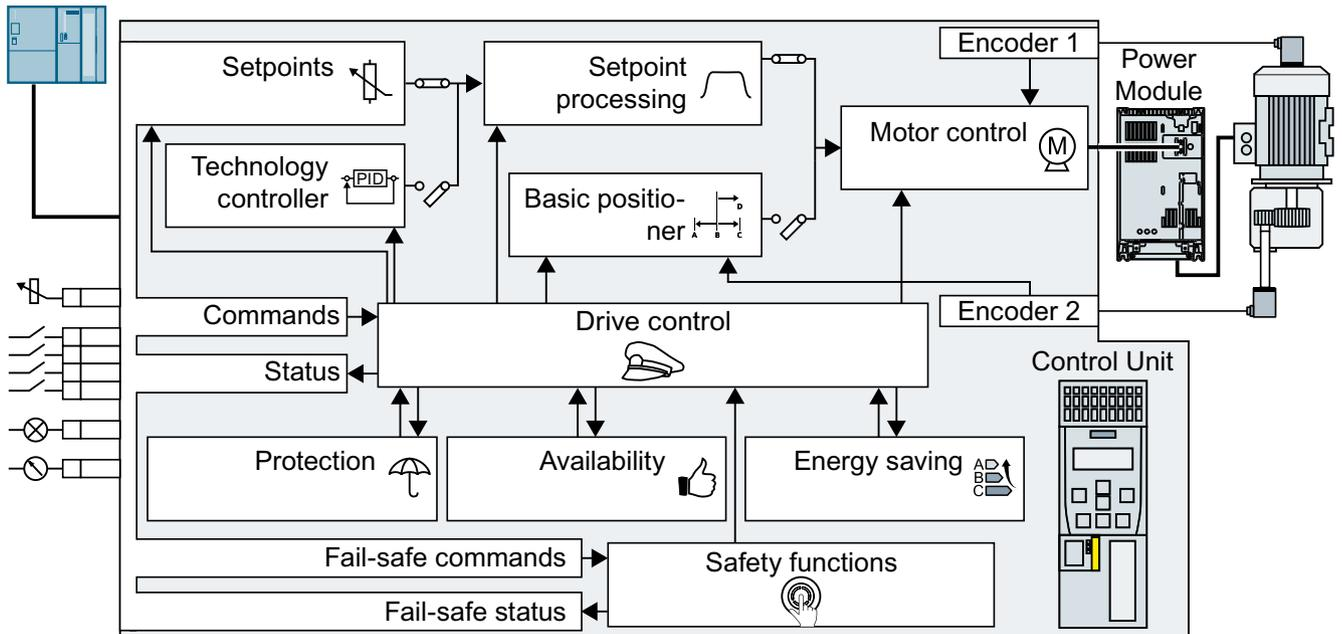 Encoder 1
Setpoints
Setpoint
processing
Power
Module
Motor control
M
Technology
controller
PID
Basic positio-
ner
D
A B C
Commands
Drive control
Encoder 2
Status
Control Unit
Protection
Availability
Energy saving
A
B
C
Fail-safe commands
Safety functions
Fail-safe status